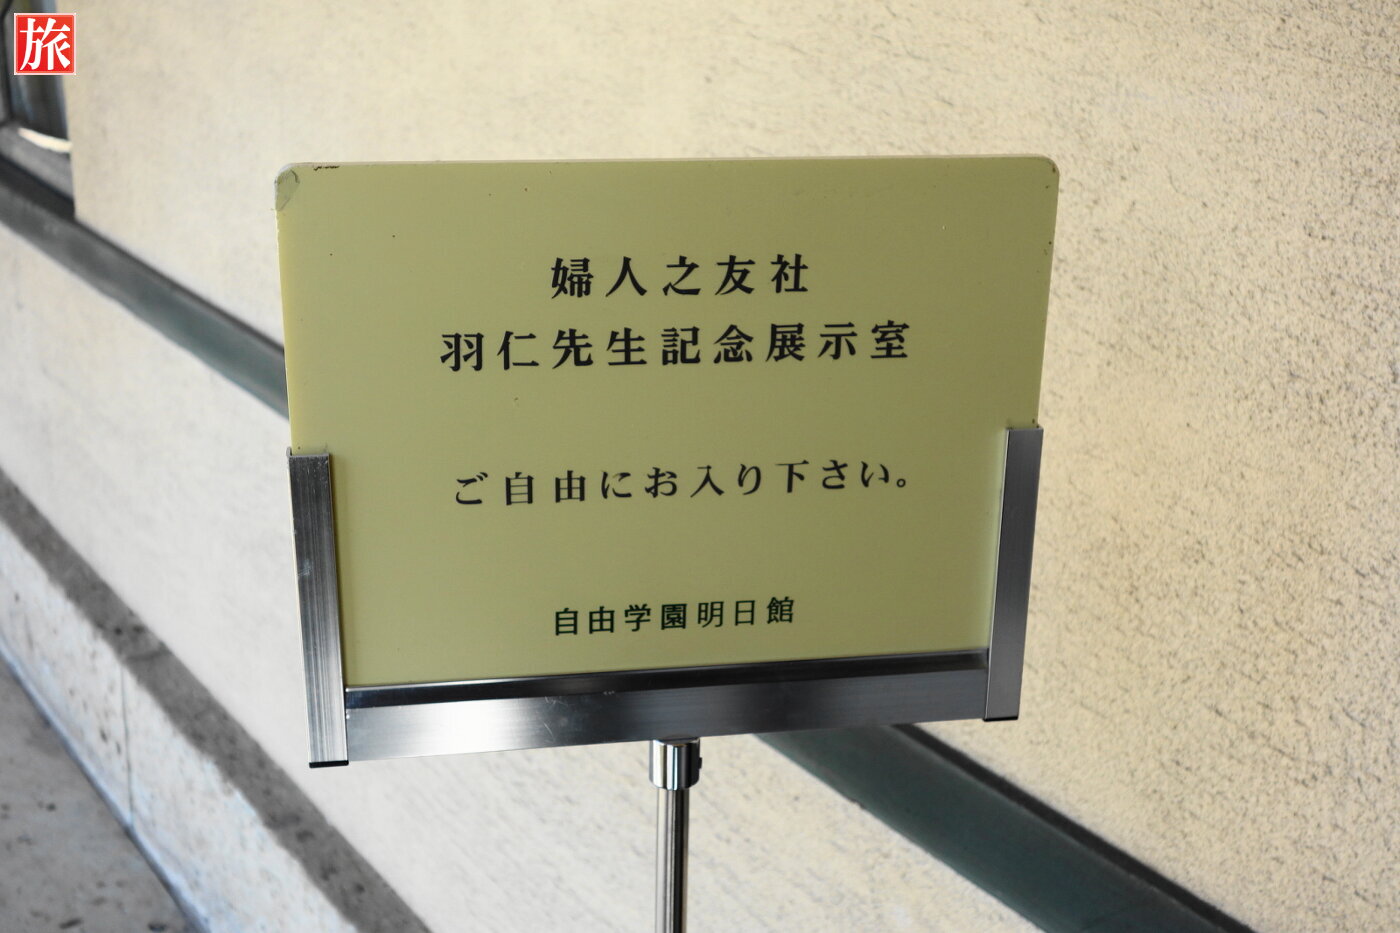 旅
婦人之友社
羽仁先生記念展示室
ご自由にお入り下さい。
自由学園明日館